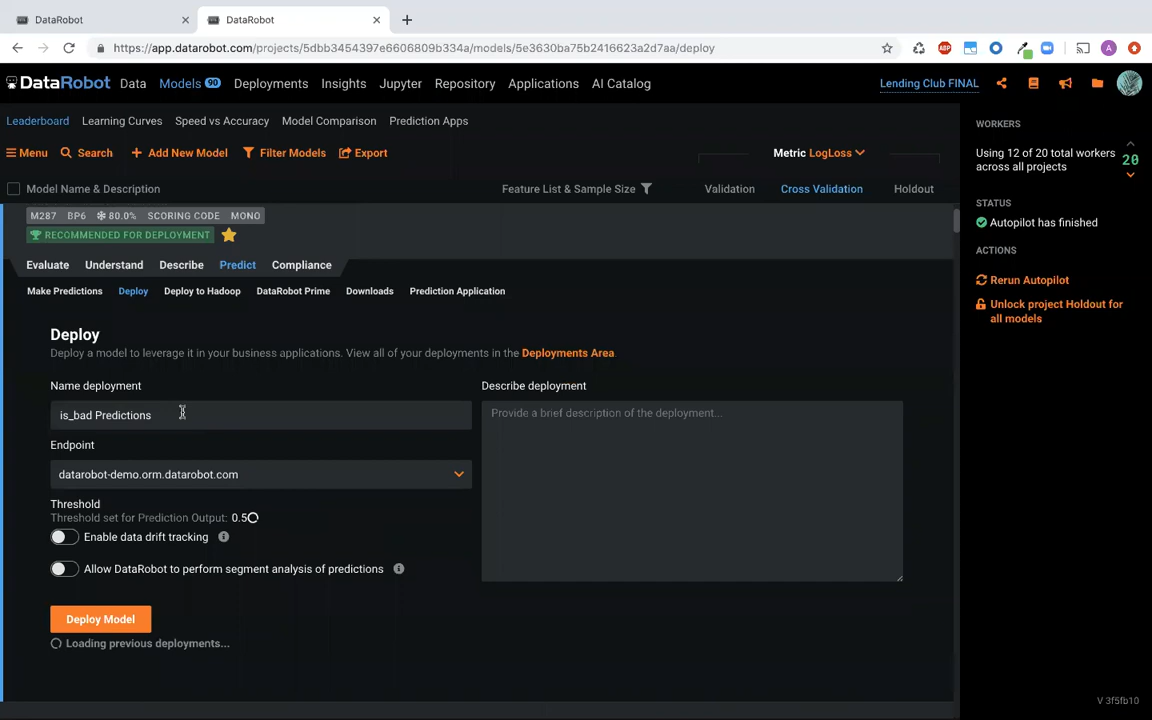 DataRobot
DataRobot
https://app.datarobot.com/projects/5dbb3454397e6606809b334a/models/5e3630ba75b2416623a2d7aa/deploy
ABP
A
DataRobot Data Models 90 Deployments Insights Jupyter Repository Applications AI Catalog Lending Club FINAL
Leaderboard Learning Curves Speed vs Accuracy Model Comparison Prediction Apps
Menu Search Add New Model Filter Models Export Metric LogLoss
Model Name & Description Feature List & Sample Size Validation Cross Validation Holdout
M287 BP6 80.0% SCORING CODE MONO
RECOMMENDED FOR DEPLOYMENT
Evaluate Understand Describe Predict Compliance
Make Predictions Deploy Deploy to Hadoop DataRobot Prime Downloads Prediction Application
Deploy
Deploy a model to leverage it in your business applications. View all of your deployments in the Deployments Area.
Name deployment
is_bad Predictions
Endpoint
datarobot-demo.orm.datarobot.com
Threshold
Threshold set for Prediction Output: 0.5
Enable data drift tracking
Allow DataRobot to perform segment analysis of predictions
Deploy Model
Loading previous deployments...
Describe deployment
Provide a brief description of the deployment...
WORKERS
Using 12 of 20 total workers
across all projects
20
STATUS
Autopilot has finished
ACTIONS
Rerun Autopilot
Unlock project Holdout for
all models
V 3f5fb10